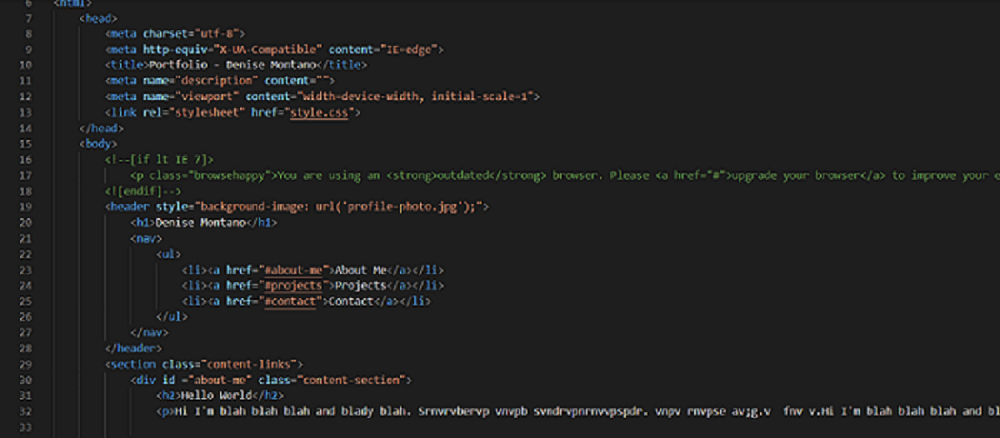 6 <html>
7 <head>
8 <meta charset="utf-8">
9 <meta http-equiv="X-UA-Compatible" content="IE=edge">
10 <title>Portfolio - Denise Montano</title>
11 <meta name="description" content="">
12 <meta name="viewport" content="width=device-width, initial-scale=1">
13 <link rel="stylesheet" href="style.css">
14 </head>
15 <body>
16 <!--[if lt IE 7]>
17 <p class="browsehappy">You are using an <strong>outdated</strong> browser. Please <a href="#">upgrade your browser</a> to improve your e
18 <![endif]-->
19 <header style="background-image: url('profile-photo.jpg');">
20 <h1>Denise Montano</h1>
21 <nav>
22 <ul>
23 <li><a href="#about-me">About Me</a></li>
24 <li><a href="#projects">Projects</a></li>
25 <li><a href="#contact">Contact</a></li>
26 </ul>
27 </nav>
28 </header>
29 <section class="content-links">
30 <div id ="about-me" class="content-section">
31 <h2>Hello World</h2>
32 <p>Hi I'm blah blah blah and blady blah. vnpv rnvpse fnv v.Hi I'm blah blah blah and bl
33